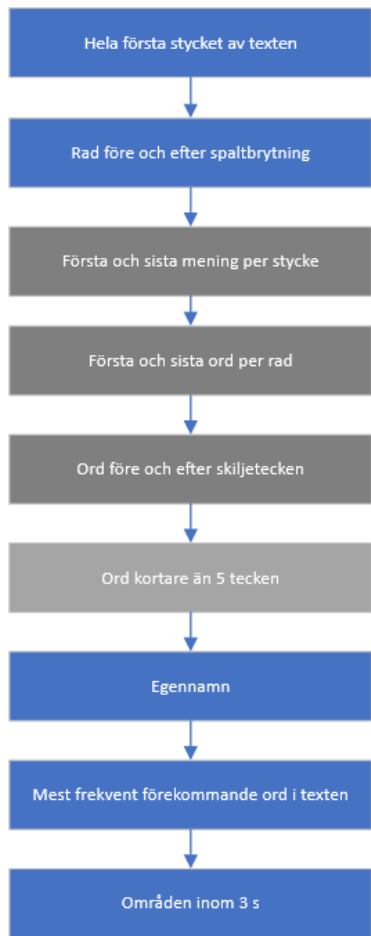 Hela första stycket av texten
Rad före och efter spaltbrytning
Första och sista mening per stycke
Första och sista ord per rad
Ord före och efter skiljetecken
Ord kortare än 5 tecken
Egennamn
Mest frekvent förekommande ord i texten
Områden inom 3 s